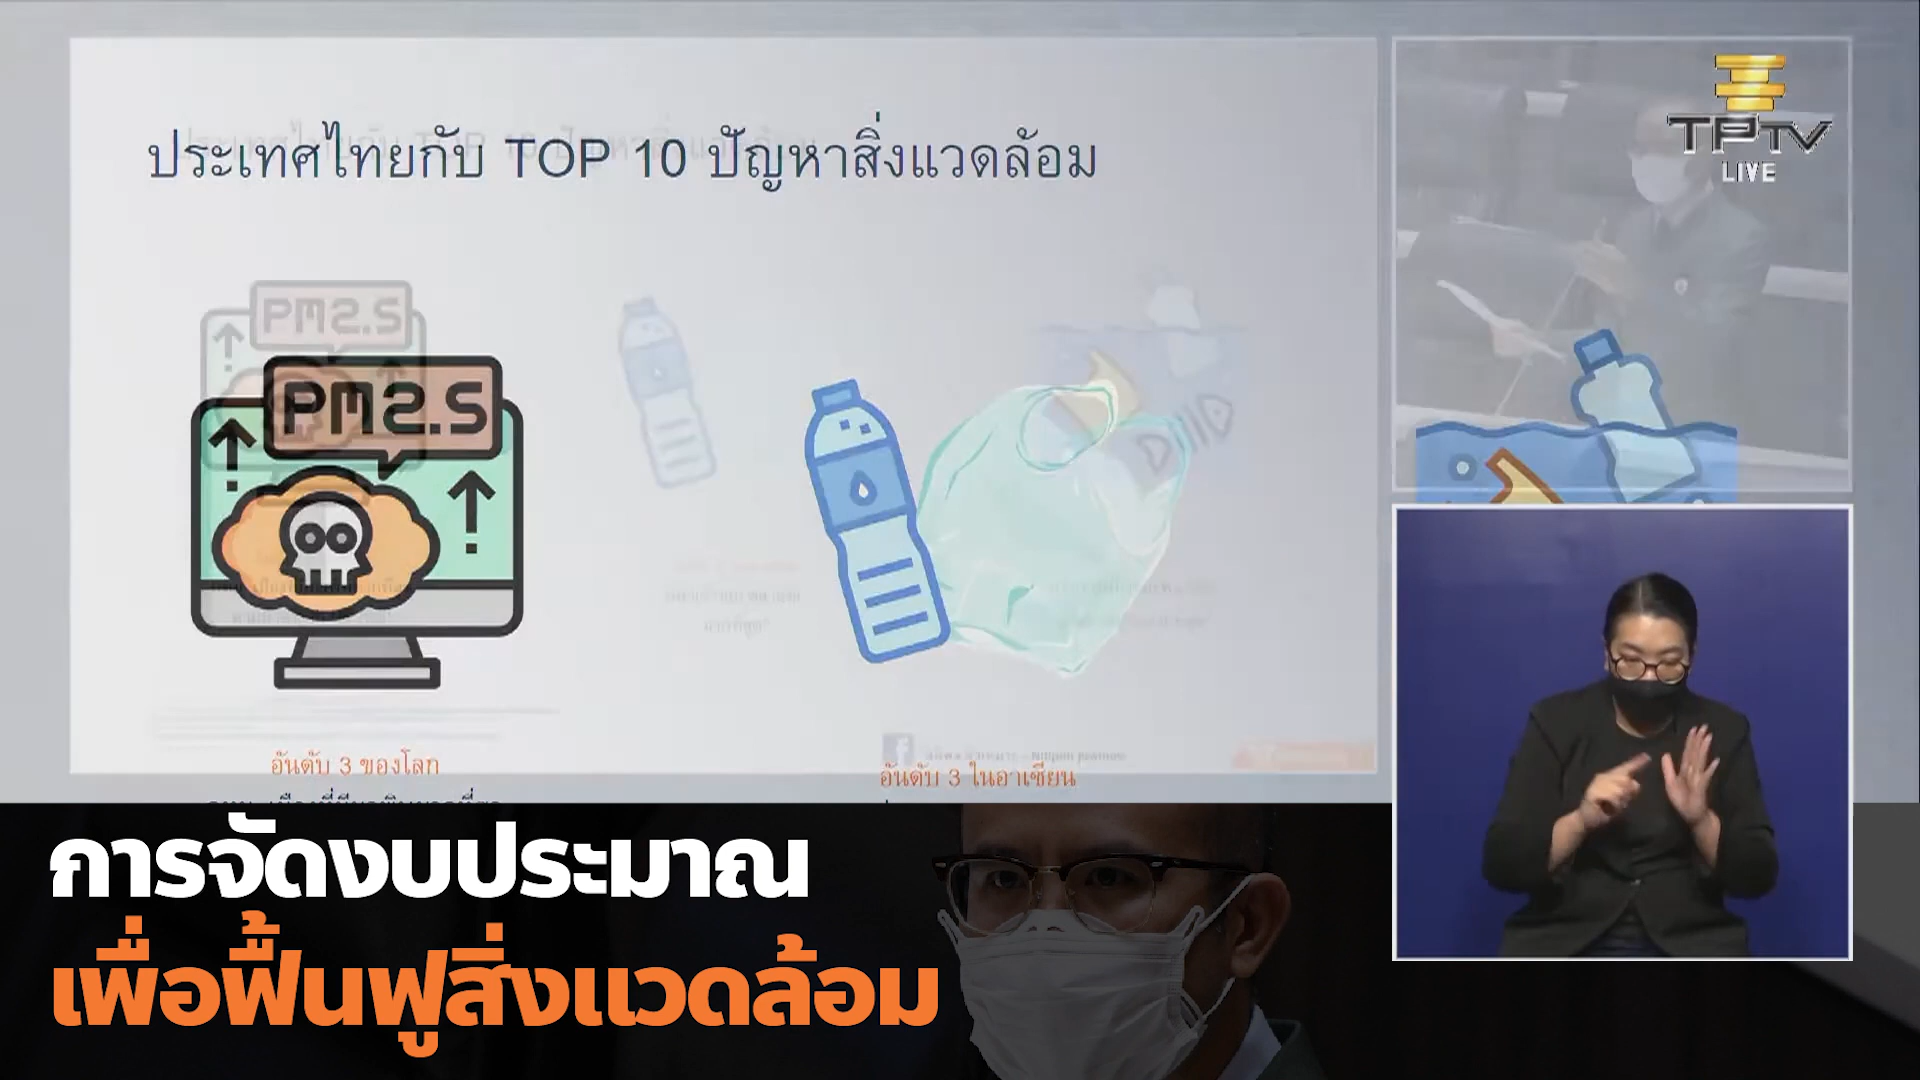 ประเทศไทยกับ TOP 10 ปัญหาสิ่งแวดล้อม
TPTV
LIVE
PM2.5
PM2.5
อันดับ 3 ของโลก
อันดับ 3 ในอาเซียน
การจัดงบประมาณ
เพื่อฟื้นฟูสิ่งแวดล้อม